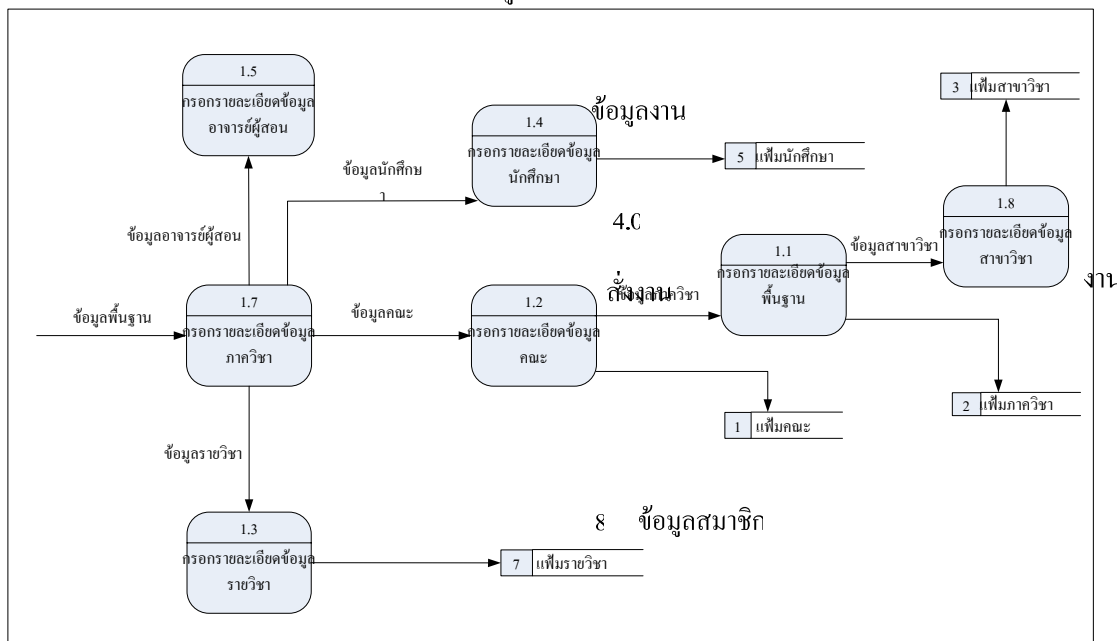 1.5
กรอกรายละเอียดข้อมูล
อาจารย์ผู้สอน
ข้อมูลงาน
1.4
กรอกรายละเอียดข้อมูล
นักศึกษา
3 แฟ้มสาขาวิชา
5 แฟ้มนักศึกษา
ข้อมูลนักศึกษ
า
4.0
1.8
กรอกรายละเอียดข้อมูล
สาขาวิชา
ข้อมูลอาจารย์ผู้สอน
1.1
กรอกรายละเอียดข้อมูล
พื้นฐาน
ข้อมูลสาขาวิชา
งาน
สั่งงาน
ข้อมูลภาควิชา
ข้อมูลพื้นฐาน
1.7
กรอกรายละเอียดข้อมูล
ภาควิชา
ข้อมูลคณะ
1.2
กรอกรายละเอียดข้อมูล
คณะ
2 แฟ้มภาควิชา
1 แฟ้มคณะ
ข้อมูลรายวิชา
8 ข้อมูลสมาชิก
1.3
กรอกรายละเอียดข้อมูล
รายวิชา
7 แฟ้มรายวิชา